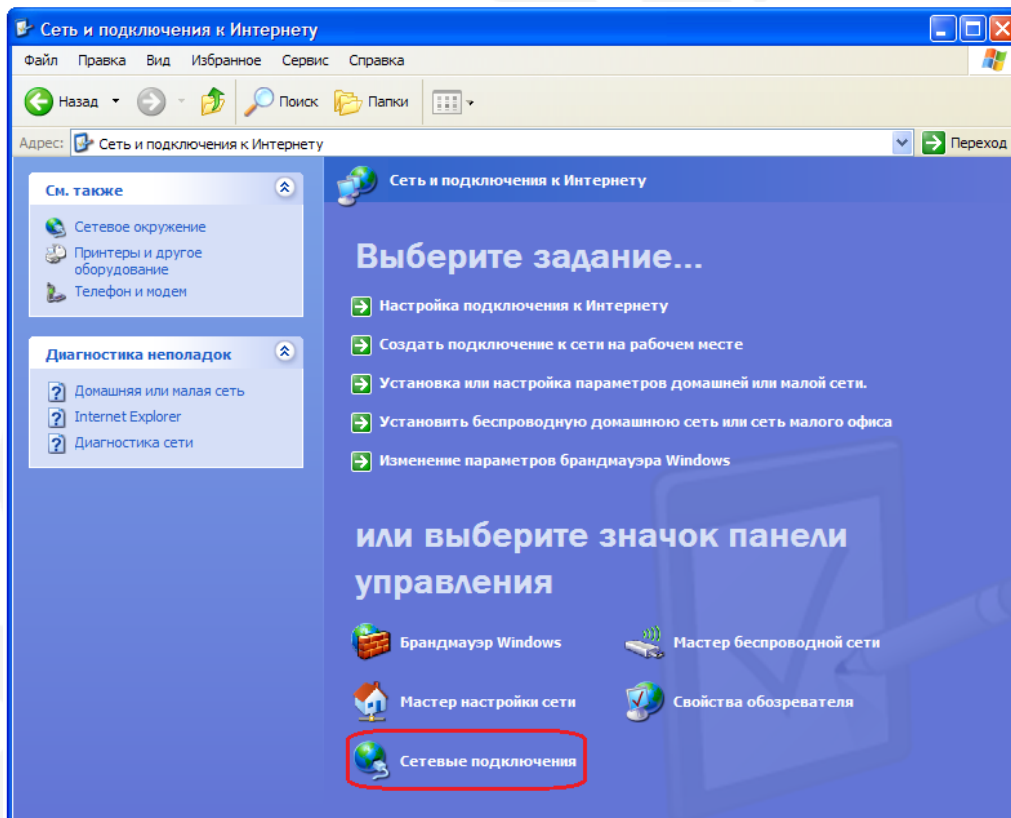 Сеть и подключения к Интернету
Файл Правка Вид Избранное Сервис Справка
Назад Поиск Папки
Адрес: Сеть и подключения к Интернету Переход
См. также
Сетевое окружение
Принтеры и другое
оборудование
Телефон и модем
Диагностика неполадок
Домашняя или малая сеть
Internet Explorer
Диагностика сети
Сеть и подключения к Интернету
Выберите задание...
Настройка подключения к Интернету
Создать подключение к сети на рабочем месте
Установка или настройка параметров домашней или малой сети.
Установить беспроводную домашнюю сеть или сеть малого офиса
Изменение параметров брандмауэра Windows
или выберите значок панели
управления
Брандмауэр Windows Мастер беспроводной сети
Мастер настройки сети Свойства обозревателя
Сетевые подключения